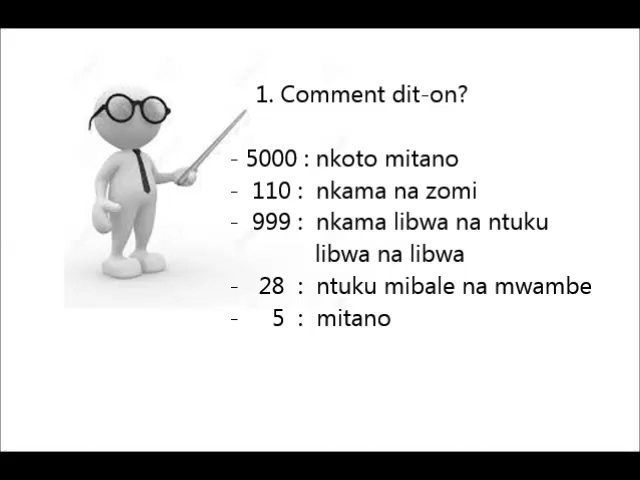 1. Comment dit-on?
- 5000 : nkoto mitano
- 110 : nkama na zomi
- 999 : nkama libwa na ntuku
libwa na libwa
- 28 : ntuku mibale na mwambe
- 5 : mitano